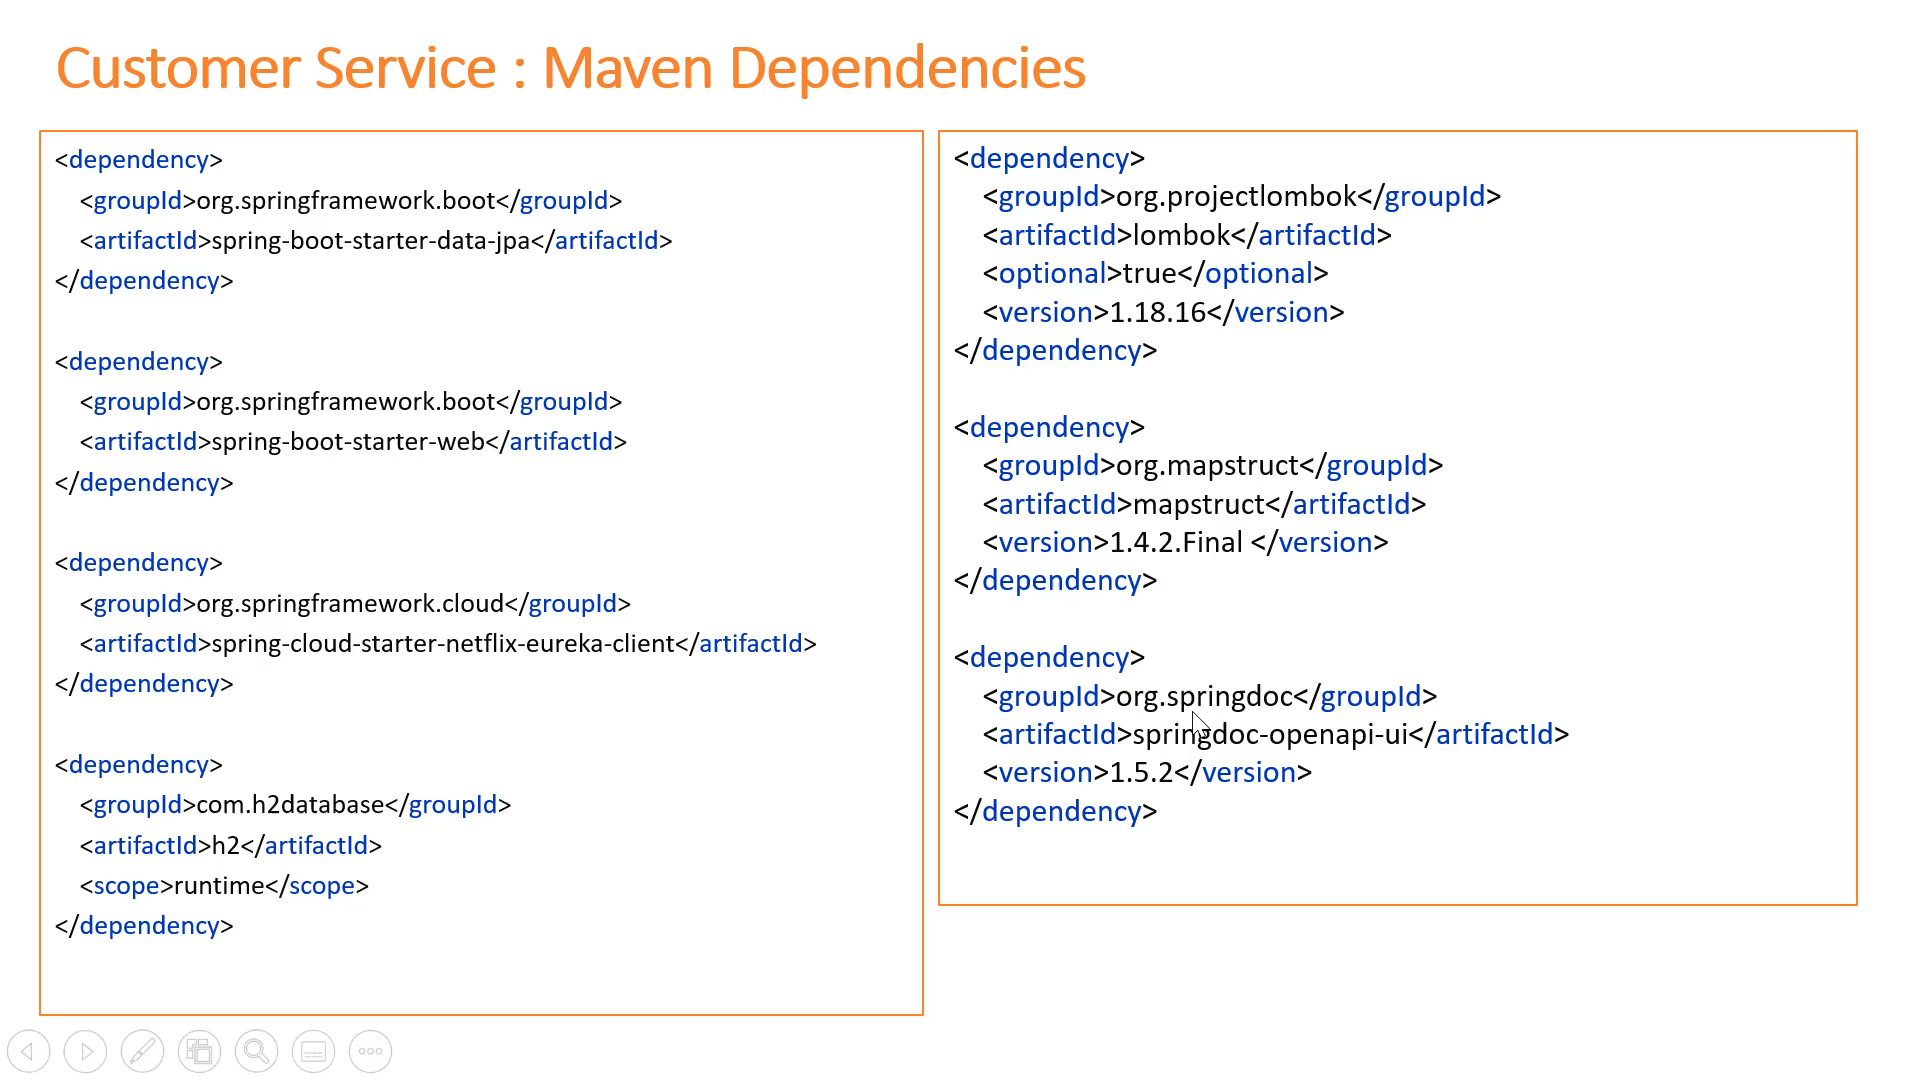 Customer Service : Maven Dependencies
<dependency>
<groupId>org.springframework.boot</groupId>
<artifactId>spring-boot-starter-data-jpa</artifactId>
</dependency>
<dependency>
<groupId>org.springframework.boot</groupId>
<artifactId>spring-boot-starter-web</artifactId>
</dependency>
<dependency>
<groupId>org.springframework.cloud</groupId>
<artifactId>spring-cloud-starter-netflix-eureka-client</artifactId>
</dependency>
<dependency>
<groupId>com.h2database</groupId>
<artifactId>h2</artifactId>
<scope>runtime</scope>
</dependency>
<dependency>
<groupId>org.projectlombok</groupId>
<artifactId>lombok</artifactId>
<optional>true</optional>
<version>1.18.16</version>
</dependency>
<dependency>
<groupId>org.mapstruct</groupId>
<artifactId>mapstruct</artifactId>
<version>1.4.2.Final </version>
</dependency>
<dependency>
<groupId>org.springdoc</groupId>
<artifactId>springdoc-openapi-ui</artifactId>
<version>1.5.2</version>
</dependency>